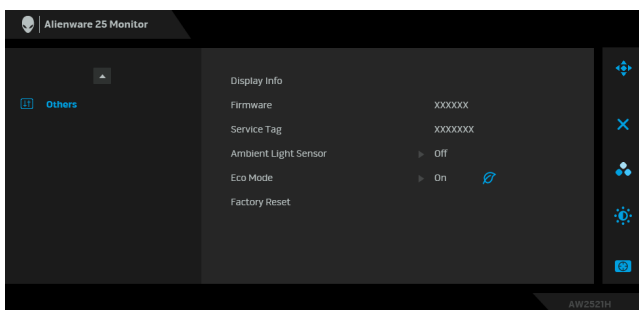 Alienware 25 Monitor
Others
Display Info
Firmware XXXXXX
Service Tag XXXXXXX
Ambient Light Sensor Off
Eco Mode On
Factory Reset
AW2521H